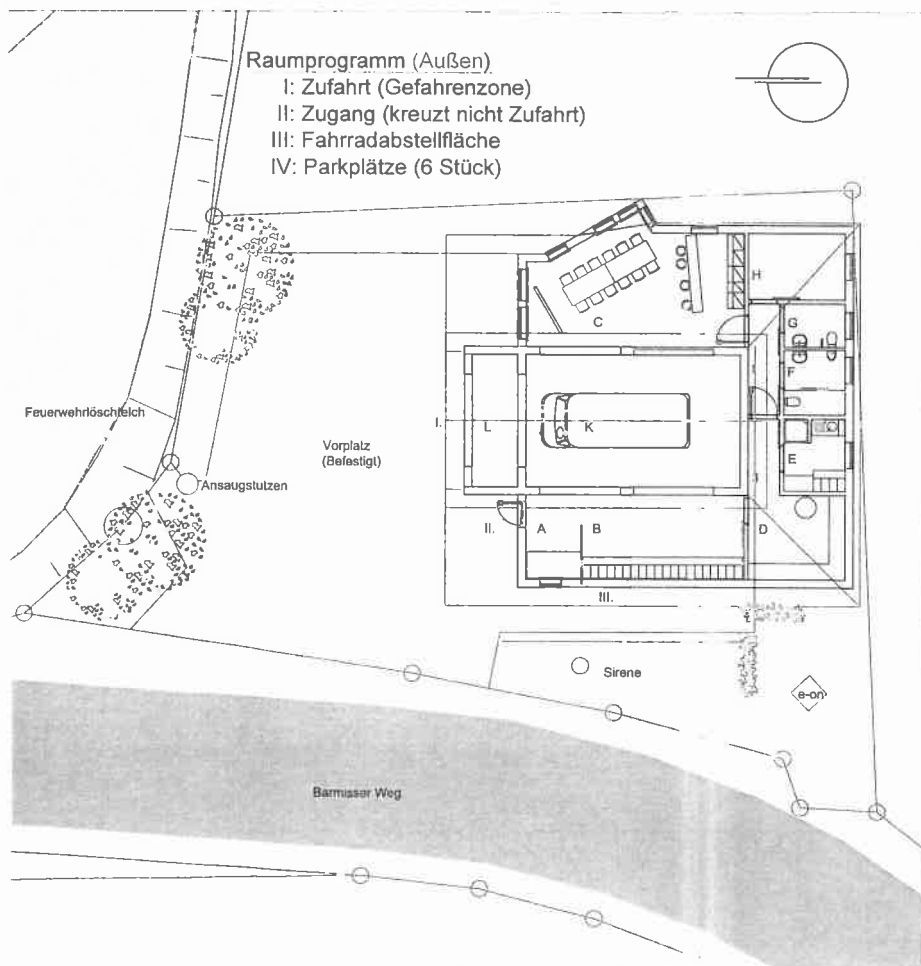 Raumprogramm (Außen)
I: Zufahrt (Gefahrenzone)
II: Zugang (kreuzt nicht Zufahrt)
III: Fahrradabstellfläche
IV: Parkplätze (6 Stück)
H
C
G
F
Feuerwehrlöschteich
I.
L
K
Vorplatz
(Befestigt)
E
Ansaugstutzen
II.
A
B
D
III.
Sirene
e-on
Barmisser Weg